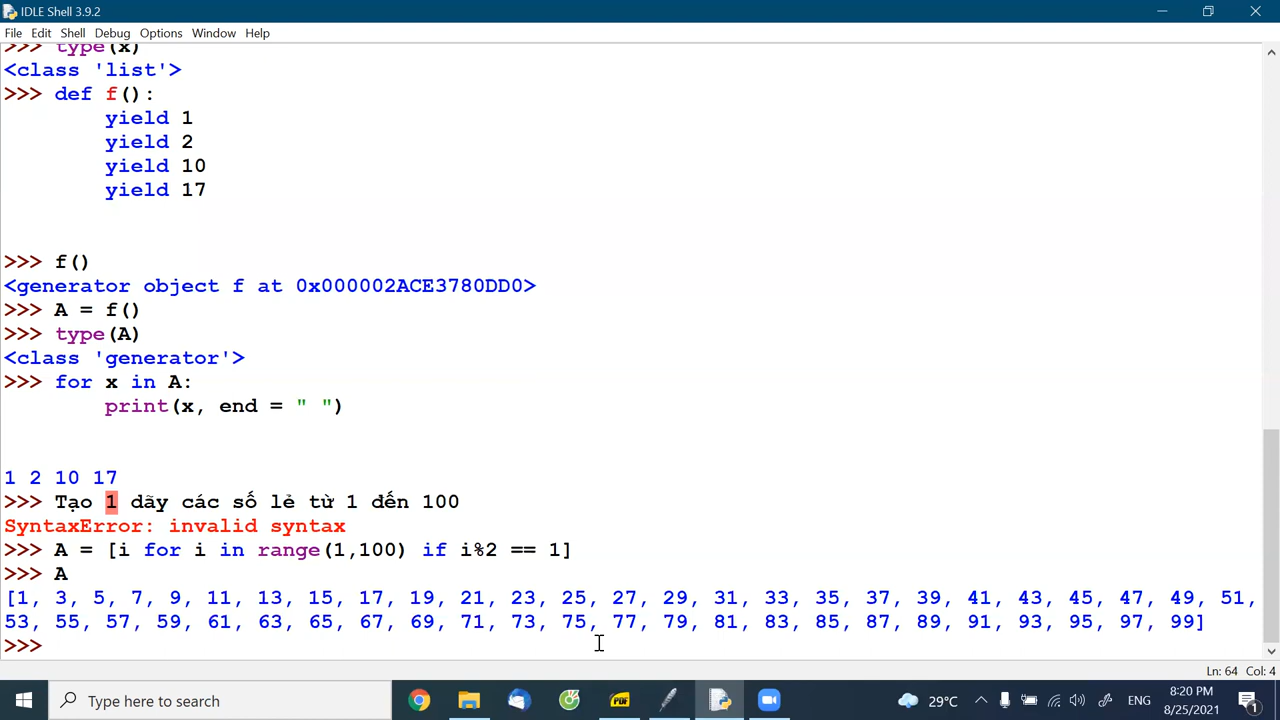 IDLE Shell 3.9.2
File Edit Shell Debug Options Window Help
>>> type(x)
<class 'list'>
>>> def f():
        yield 1
        yield 2
        yield 10
        yield 17
>>> f()
<generator object f at 0x000002ACE3780DD0>
>>> A = f()
>>> type(A)
<class 'generator'>
>>> for x in A:
        print(x, end = " ")
1 2 10 17
>>> Tạo 1 dãy các số lẻ từ 1 đến 100
SyntaxError: invalid syntax
>>> A = [i for i in range(1,100) if i%2 == 1]
>>> A
[1, 3, 5, 7, 9, 11, 13, 15, 17, 19, 21, 23, 25, 27, 29, 31, 33, 35, 37, 39, 41, 43, 45, 47, 49, 51,
53, 55, 57, 59, 61, 63, 65, 67, 69, 71, 73, 75, 77, 79, 81, 83, 85, 87, 89, 91, 93, 95, 97, 99]
>>>
Ln: 64 Col: 4
Type here to search
PDF
29°C
ENG
8:20 PM
8/25/2021
1